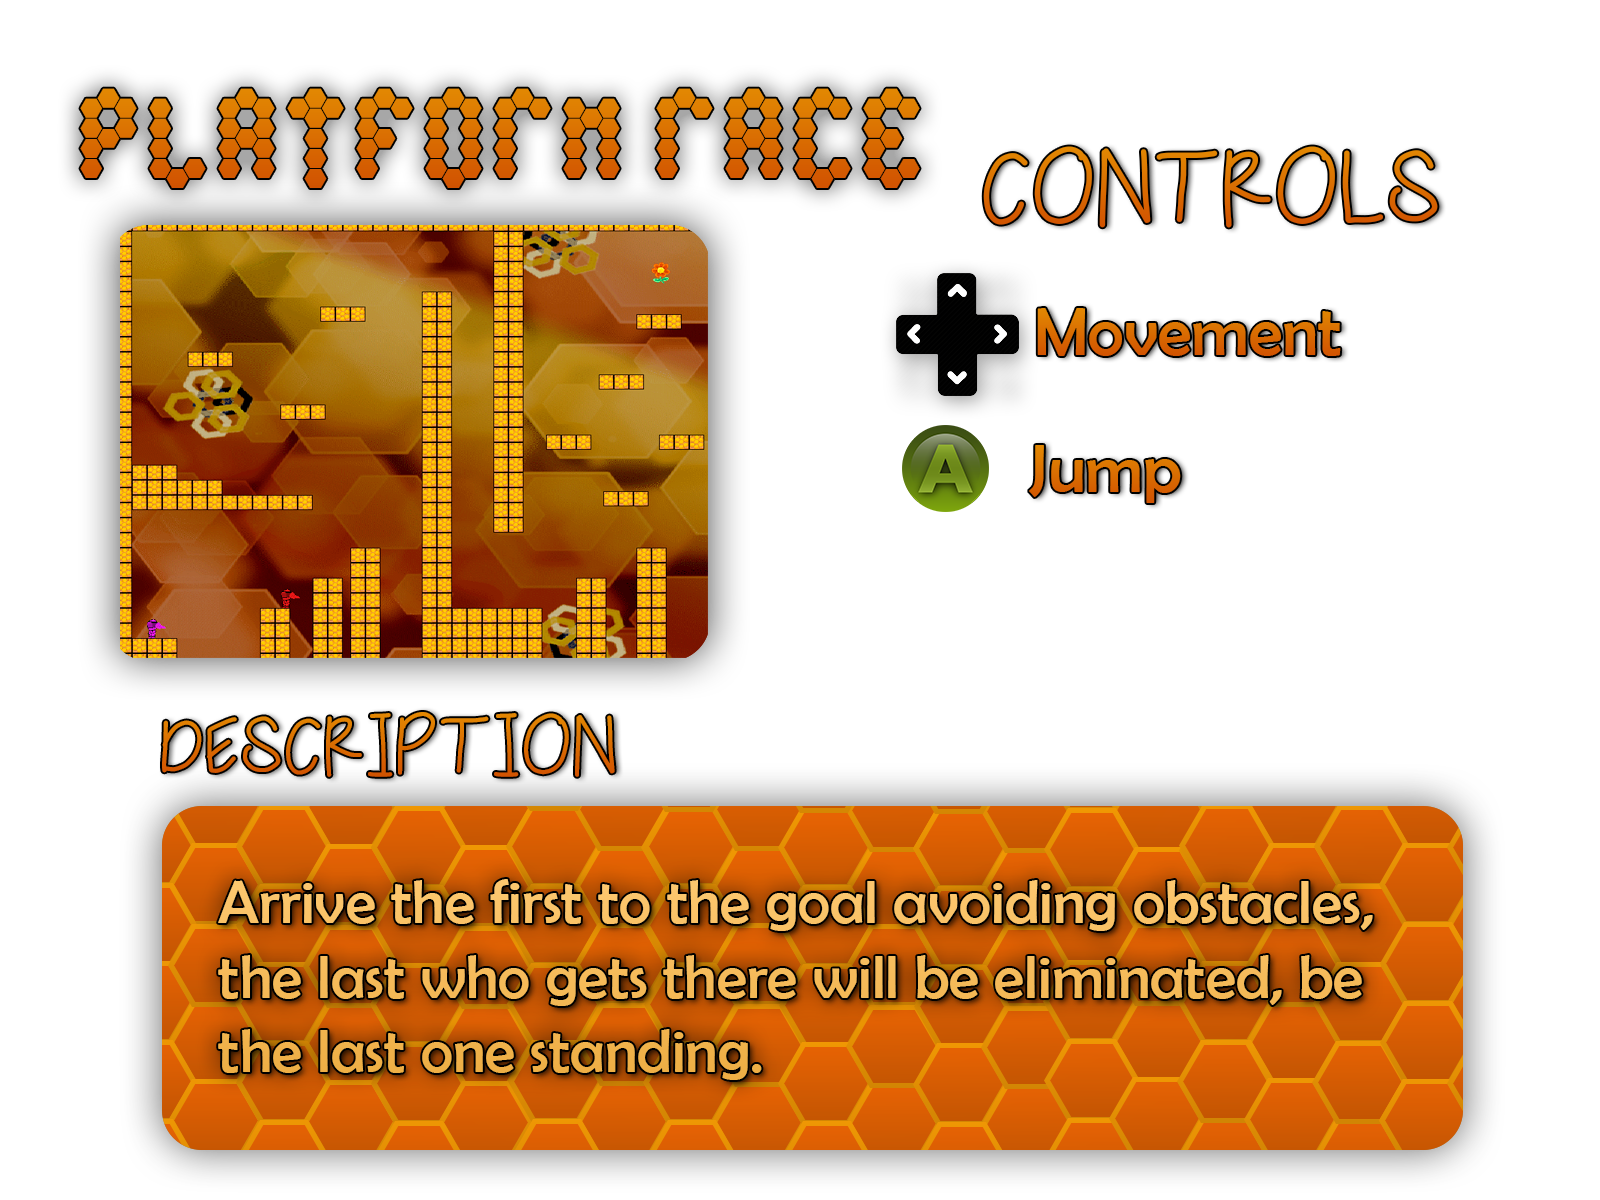 PLATFORM RACE
CONTROLS
Movement
A
Jump
DESCRIPTION
Arrive the first to the goal avoiding obstacles,
the last who gets there will be eliminated, be
the last one standing.